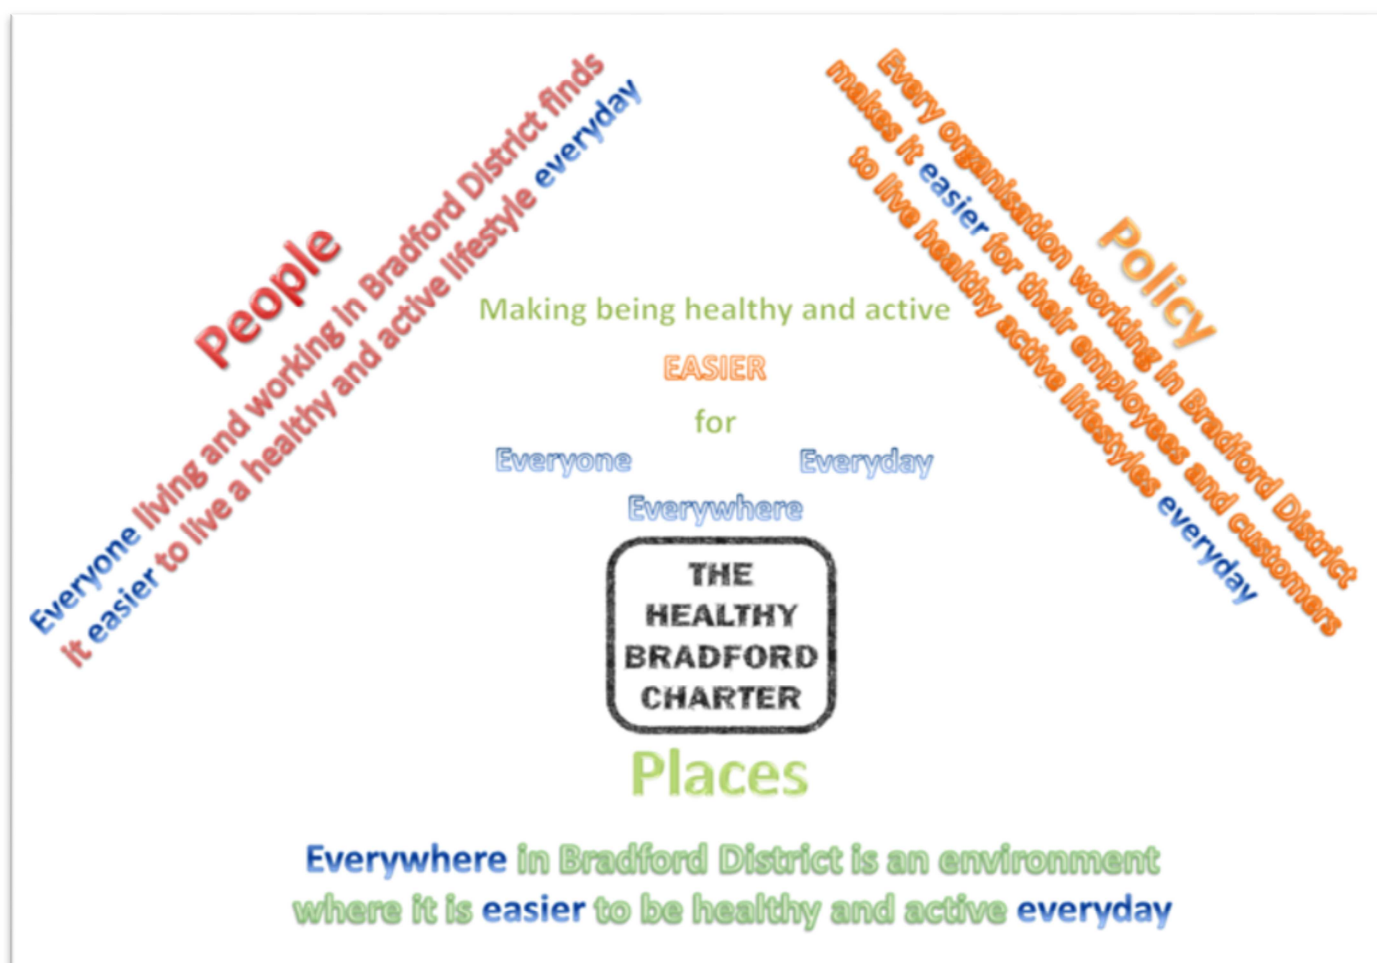 People
Everyone living and working in Bradford District finds
it easier to live a healthy and active lifestyle everyday
Policy
Every organisation working in Bradford District
makes it easier for their employees and customers
to live healthy active lifestyles everyday
Making being healthy and active
EASIER
for
Everyone Everyday
Everywhere
THE
HEALTHY
BRADFORD
CHARTER
Places
Everywhere in Bradford District is an environment
where it is easier to be healthy and active everyday